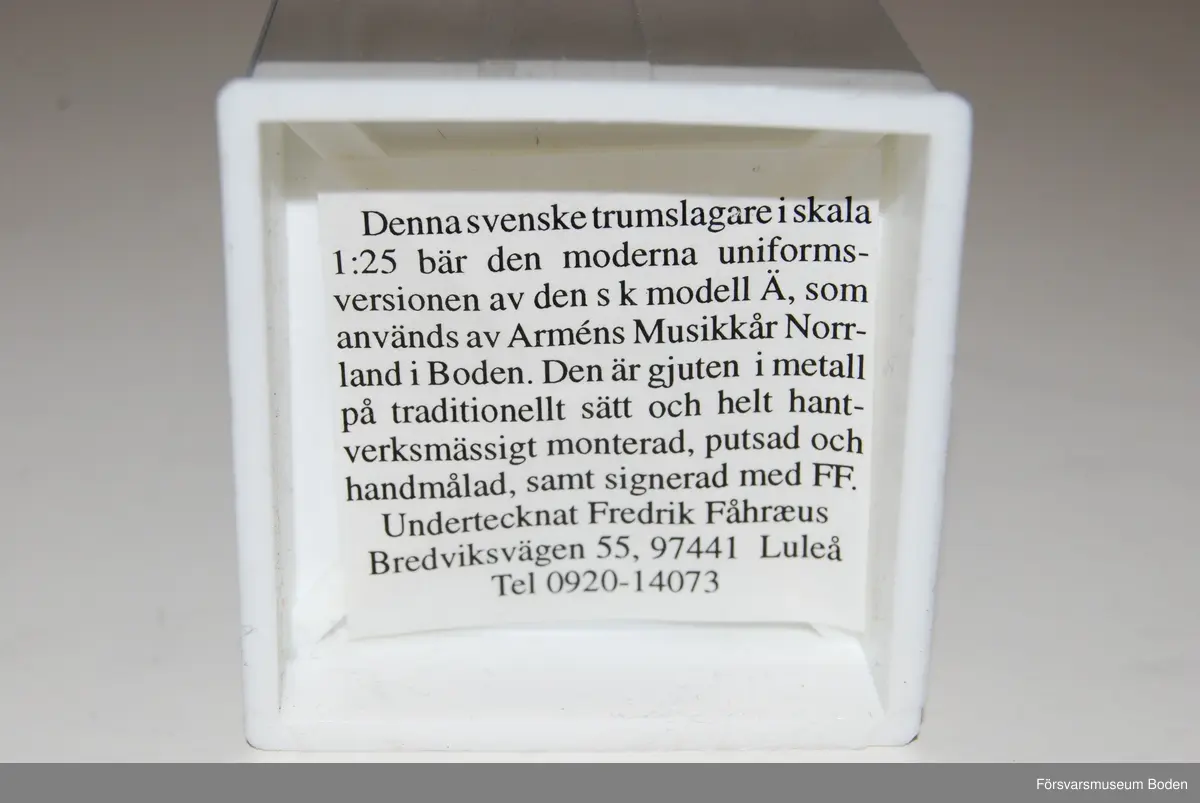 Denna svenske trumslagare i skala
1:25 bär den moderna uniforms-
versionen av den s k modell Ä, som
används av Arméns Musikkår Norr-
land i Boden. Den är gjuten i metall
på traditionellt sätt och helt hant-
verksmässigt monterad, putsad och
handmålad, samt signerad med FF.
Undertecknat Fredrik Fåhræus
Bredviksvägen 55, 97441 Luleå
Tel 0920-14073
Försvarsmuseum Boden